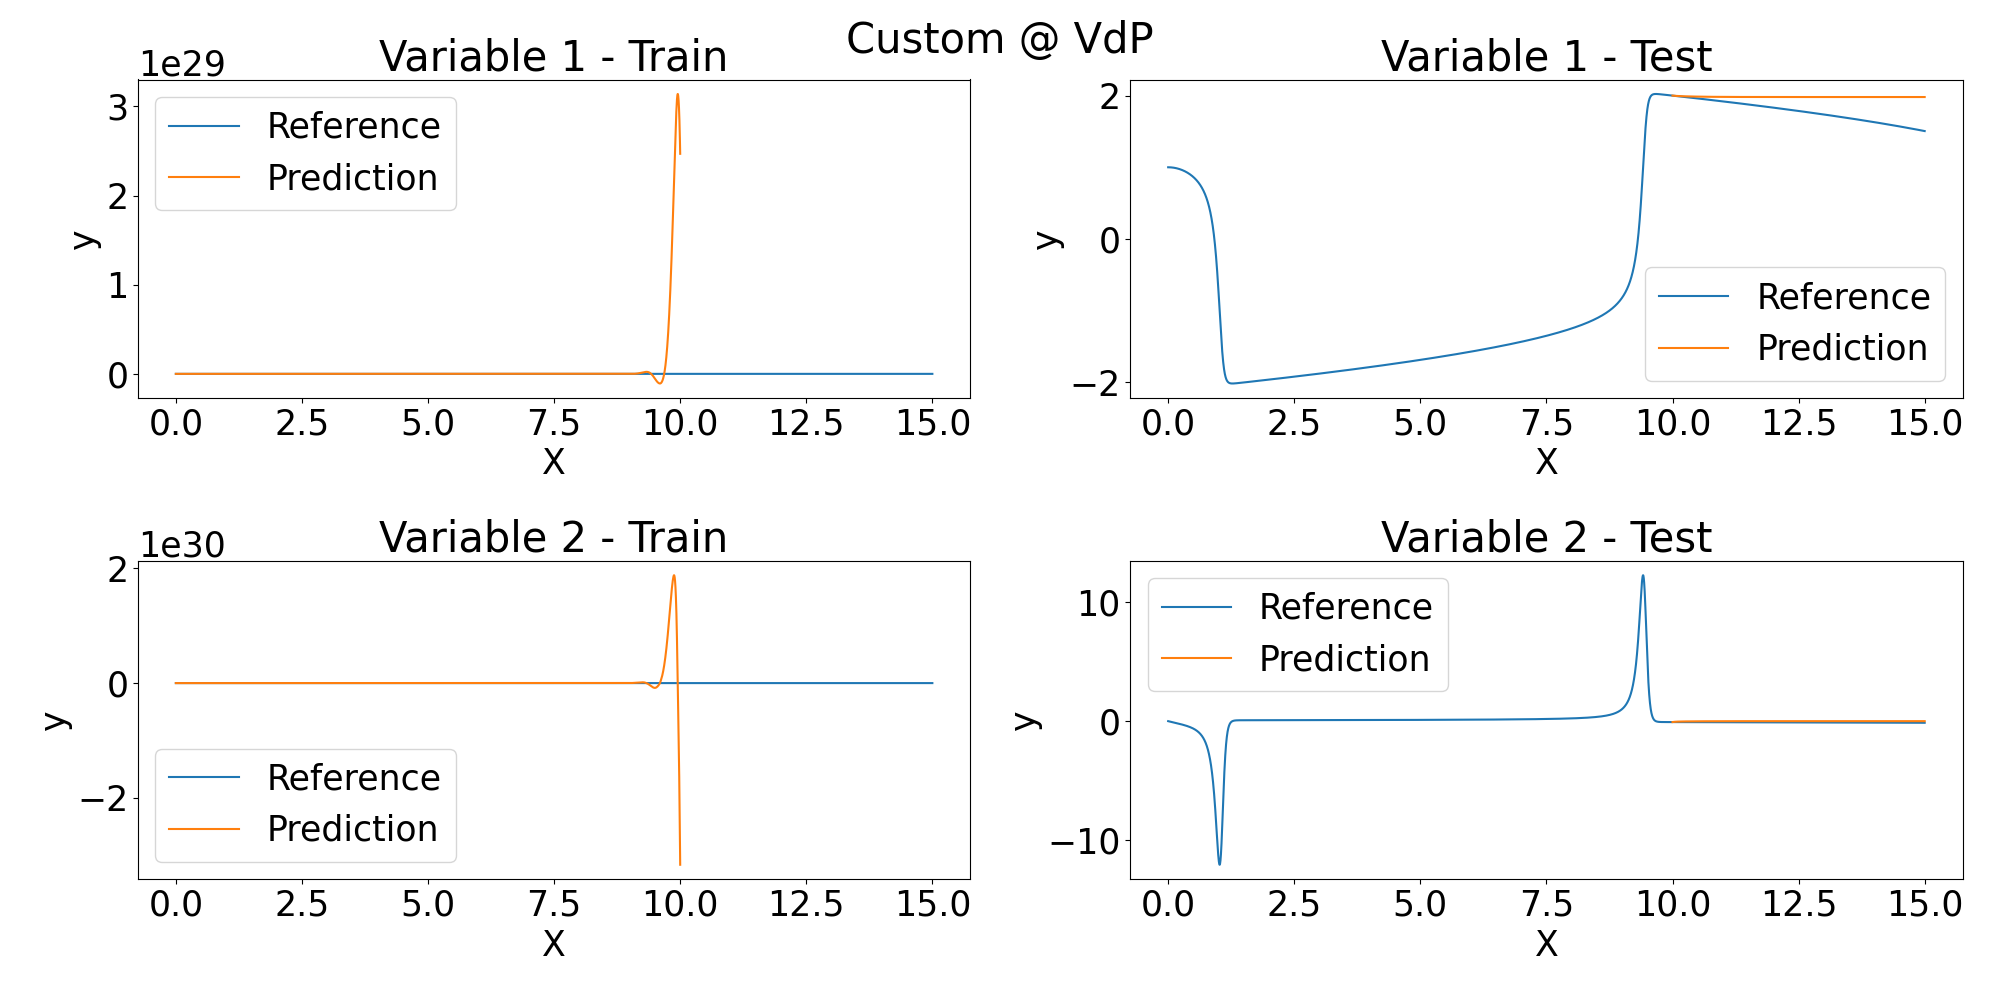 Custom @ VdP
Variable 1 - Train
1e29
3
2
1
0
y
Reference
Prediction
0.0 2.5 5.0 7.5 10.0 12.5 15.0
X
Variable 1 - Test
2
0
−2
y
Reference
Prediction
0.0 2.5 5.0 7.5 10.0 12.5 15.0
X
Variable 2 - Train
1e30
2
0
−2
y
Reference
Prediction
0.0 2.5 5.0 7.5 10.0 12.5 15.0
X
Variable 2 - Test
10
0
−10
y
Reference
Prediction
0.0 2.5 5.0 7.5 10.0 12.5 15.0
X